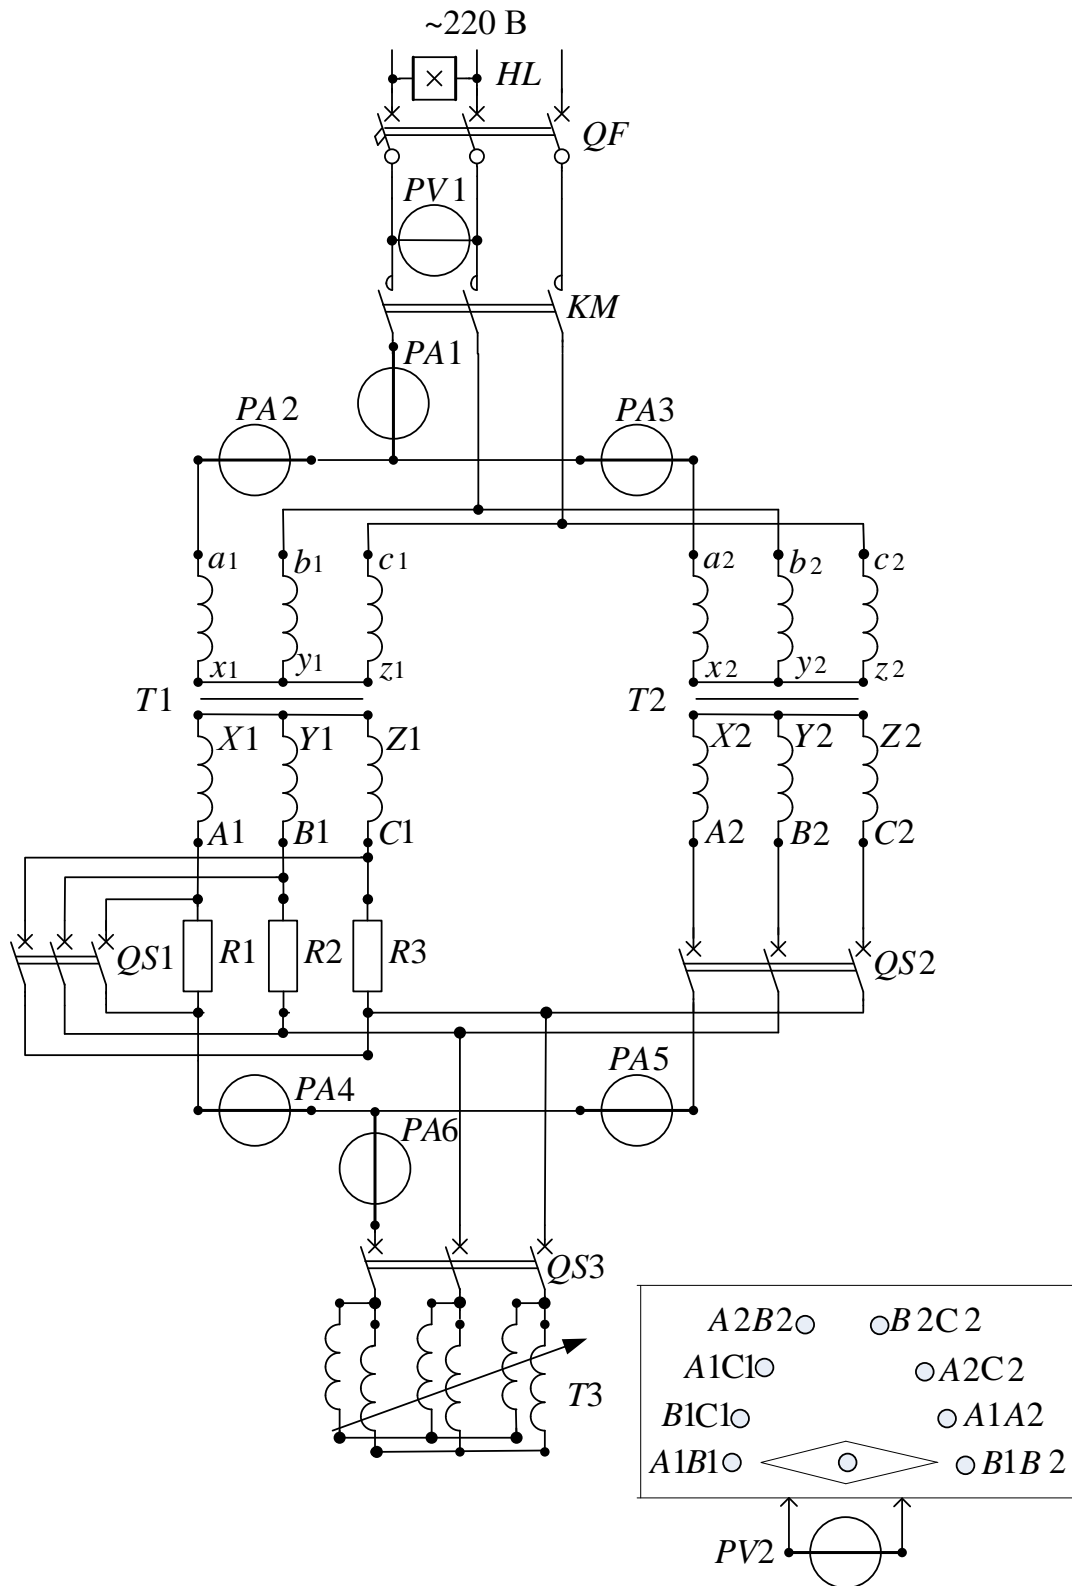 ~220 В
HL
QF
PV1
KM
PA1
PA2
PA3
a1 b1 c1
a2 b2 c2
x1 y1 z1
x2 y2 z2
T1
T2
X1 Y1 Z1
X2 Y2 Z2
A1 B1 C1
A2 B2 C2
QS1 R1 R2 R3
QS2
PA4
PA5
PA6
QS3
T3
A2B2 B2C2
A1C1 A2C2
B1C1 A1A2
A1B1 B1B2
PV2